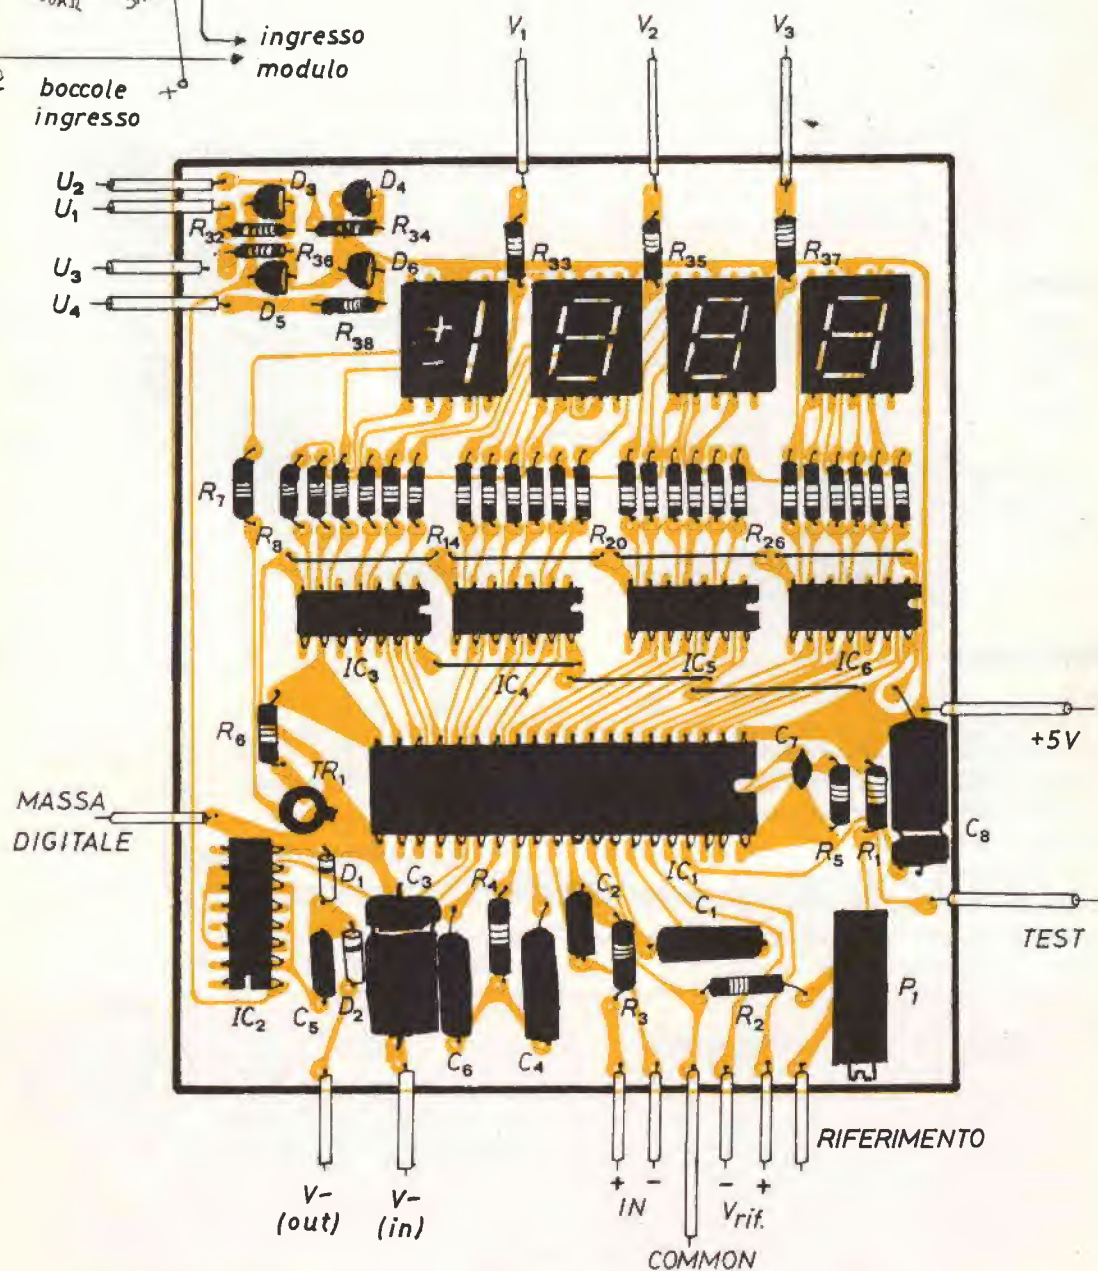 ingresso
modulo
boccole
ingresso
+
V₁ V₂ V₃
U₂
U₁
U₃
U₄
D₃ D₄
R₃₂ R₃₄
R₃₆ D₆
D₅
R₃₈
R₃₃ R₃₅ R₃₇
R₇
R₈ R₁₄ R₂₀ R₂₆
IC₃ IC₄ IC₅ IC₆
R₆
TR₁
C₇
+5V
MASSA
DIGITALE
R₅ R₁ C₈
D₁ C₃ R₄ C₂ IC₁ C₁
TEST
IC₂ C₅ D₂ C₆ C₄ R₃ R₂ P₁
RIFERIMENTO
V-
(out)
V-
(in)
+ -
IN
- +
Vrif.
COMMON